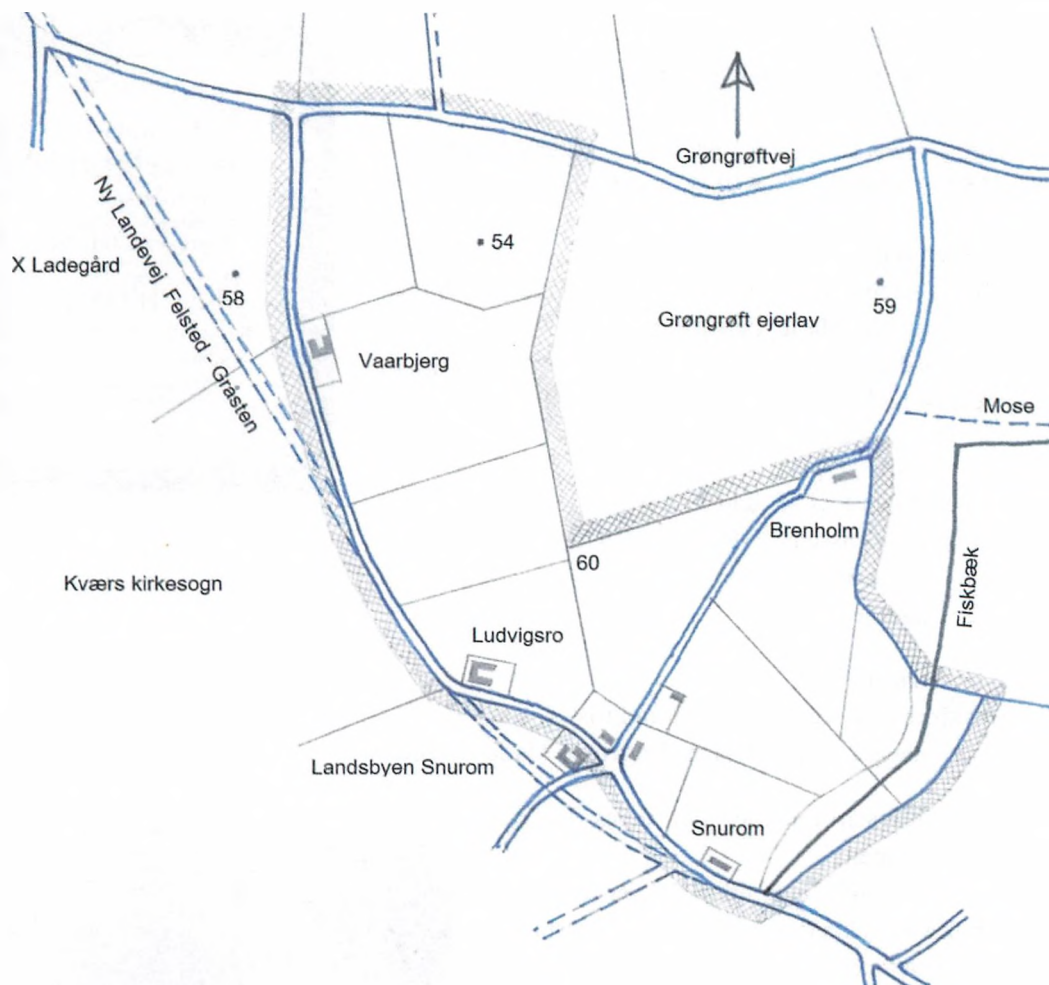 Grøngrøftvej
Ny Landevej Felsted - Gråsten
X Ladegård
54
58
59
Grøngrøft ejerlav
Vaarbjerg
Mose
Brenholm
60
Fiskbæk
Kværs kirkesogn
Ludvigsro
Landsbyen Snurom
Snurom